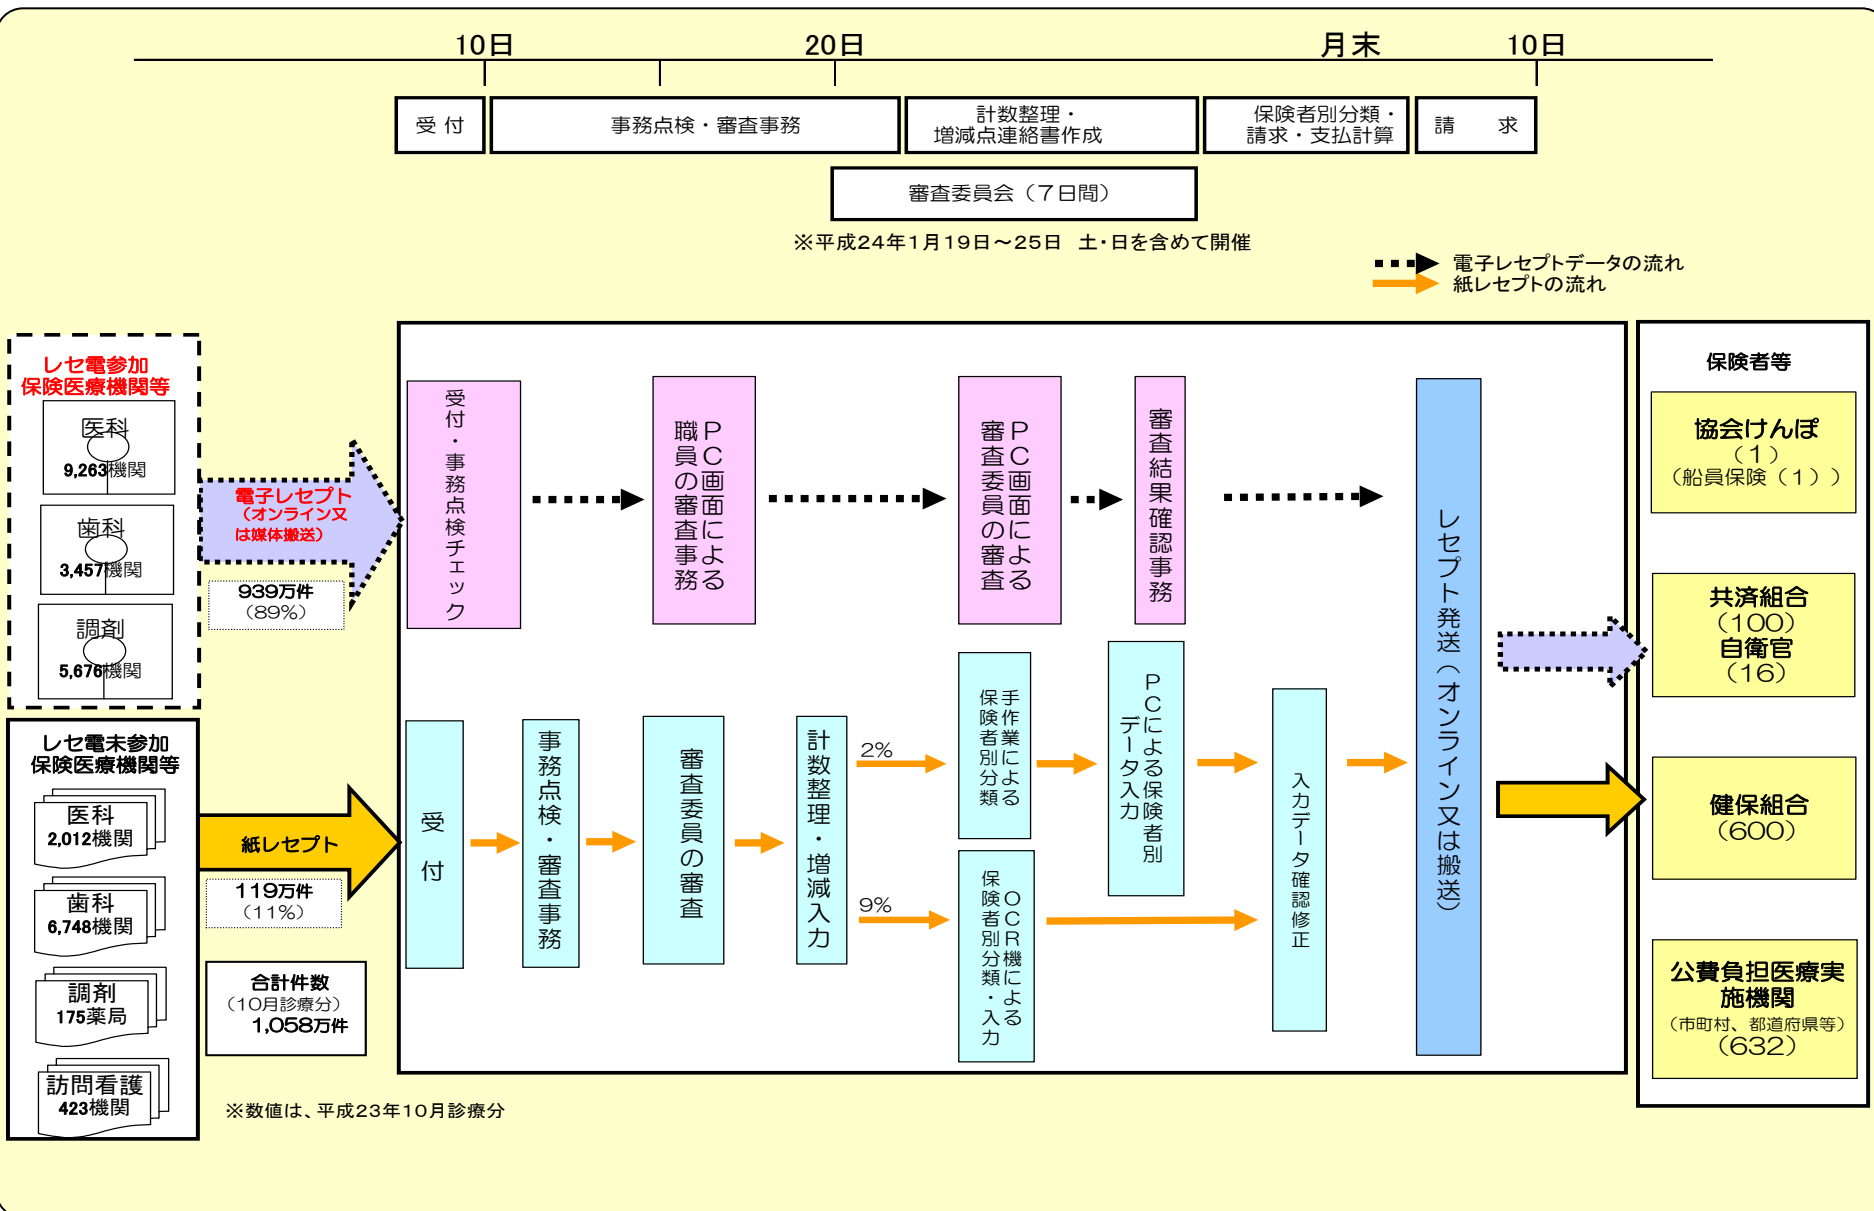 10日
20日
月末
10日
受 付
事務点検・審査事務
計数整理・
増減点連絡書作成
保険者別分類・
請求・支払計算
請　求
審査委員会（７日間）
※平成24年1月19日～25日　土・日を含めて開催
電子レセプトデータの流れ
紙レセプトの流れ
レセ電参加
保険医療機関等
医科
9,263機関
歯科
3,457機関
調剤
5,676機関
電子レセプト
（オンライン又
は媒体搬送）
939万件
（89％）
レセ電未参加
保険医療機関等
医科
2,012機関
歯科
6,748機関
調剤
175薬局
訪問看護
423機関
紙レセプト
119万件
（11％）
合計件数
（10月診療分）
1,058万件
※数値は、平成23年10月診療分
受付・事務点検チェック
ＰＣ画面による
職員の審査事務
ＰＣ画面による
審査委員の審査
審査結果確認事務
受付
事務点検・審査事務
審査委員の審査
計数整理・増減入力
2%
9%
手作業による
保険者別分類
ＯＣＲ機による
保険者別分類・入力
ＰＣによる保険者別
データ入力
入力データ確認修正
レセプト発送（オンライン又は搬送）
保険者等
協会けんぽ
（１）
（船員保険（１））
共済組合
（100）
自衛官
（16）
健保組合
（600）
公費負担医療実
施機関
（市町村、都道府県等）
（632）